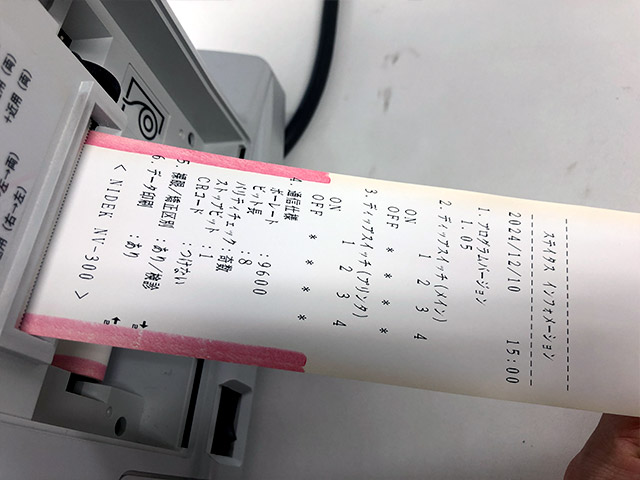 ステイタス インフォメーション
2024/12/10 15:00
1. プログラムバージョン
1.05
2. ディップスイッチ(メイン)
1 2 3 4
ON
OFF * * * *
3. ディップスイッチ(プリンタ)
1 2 3 4
ON
OFF * * * *
4. 通信仕様
ボーレート :9600
ビット長 :8
パリティチェック:奇数
ストップビット :1
CRコード :つけない
5. 裸眼/矯正区別 :あり/検診
6. データ印刷 :あり
< NIDEK NV-300 >
+近用 (両)